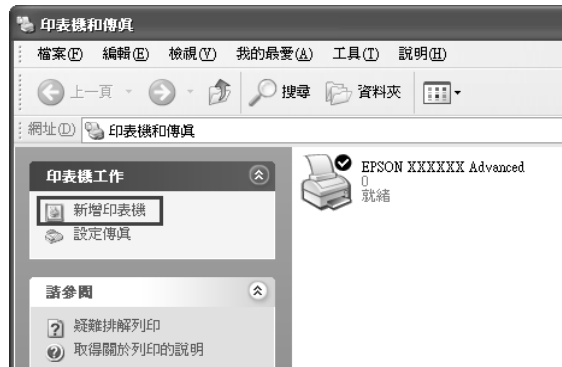 印表機和傳真
檔案(F) 編輯(E) 檢視(V) 我的最愛(A) 工具(T) 說明(H)
上一頁 搜尋 資料夾
網址(D) 印表機和傳真
印表機工作
新增印表機
設定傳真
請參閱
疑難排解列印
取得關於列印的說明
EPSON XXXXXX Advanced
0
就緒